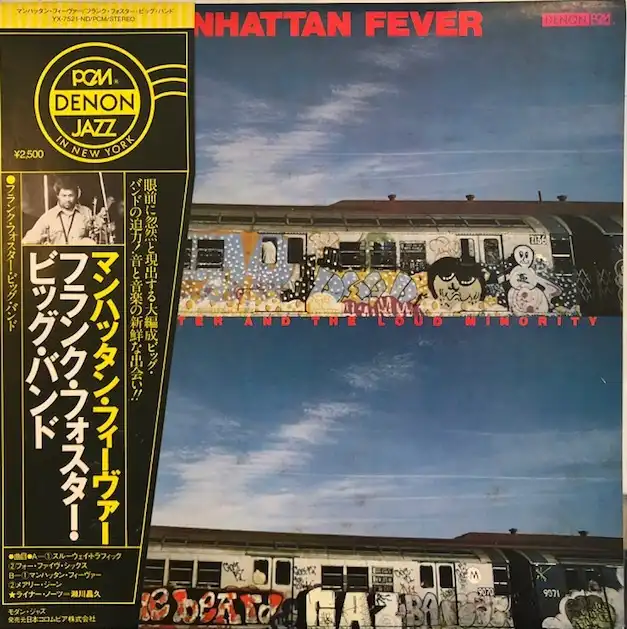 マンハッタン・フィーヴァー/フランク・フォスター・ビッグ・バンド
YX-7521-ND/PCM/STEREO
NHATTAN FEVER
DENON PCM
PCM®
DENON
JAZZ
IN NEW YORK
¥2,500
眼前に忽然と現出する大編成ビッグ・
バンドの迫力!音と音楽の新鮮な出会い!!
●フランク・フォスター・ビッグ・バンド
マンハッタン・フィーヴァー
フランク・フォスター・
ビッグ・バンド
TER AND THE LOUD MINORITY
7166
9070
9071
W
●曲目●A—①スルーウェイ・トラフィック
②フォー・ファイヴ・シックス
B—①マンハッタン・フィーヴァー
②メアリー・ジーン
★ライナー・ノーツ=瀬川昌久
モダン・ジャズ
発売元日本コロムビア株式会社